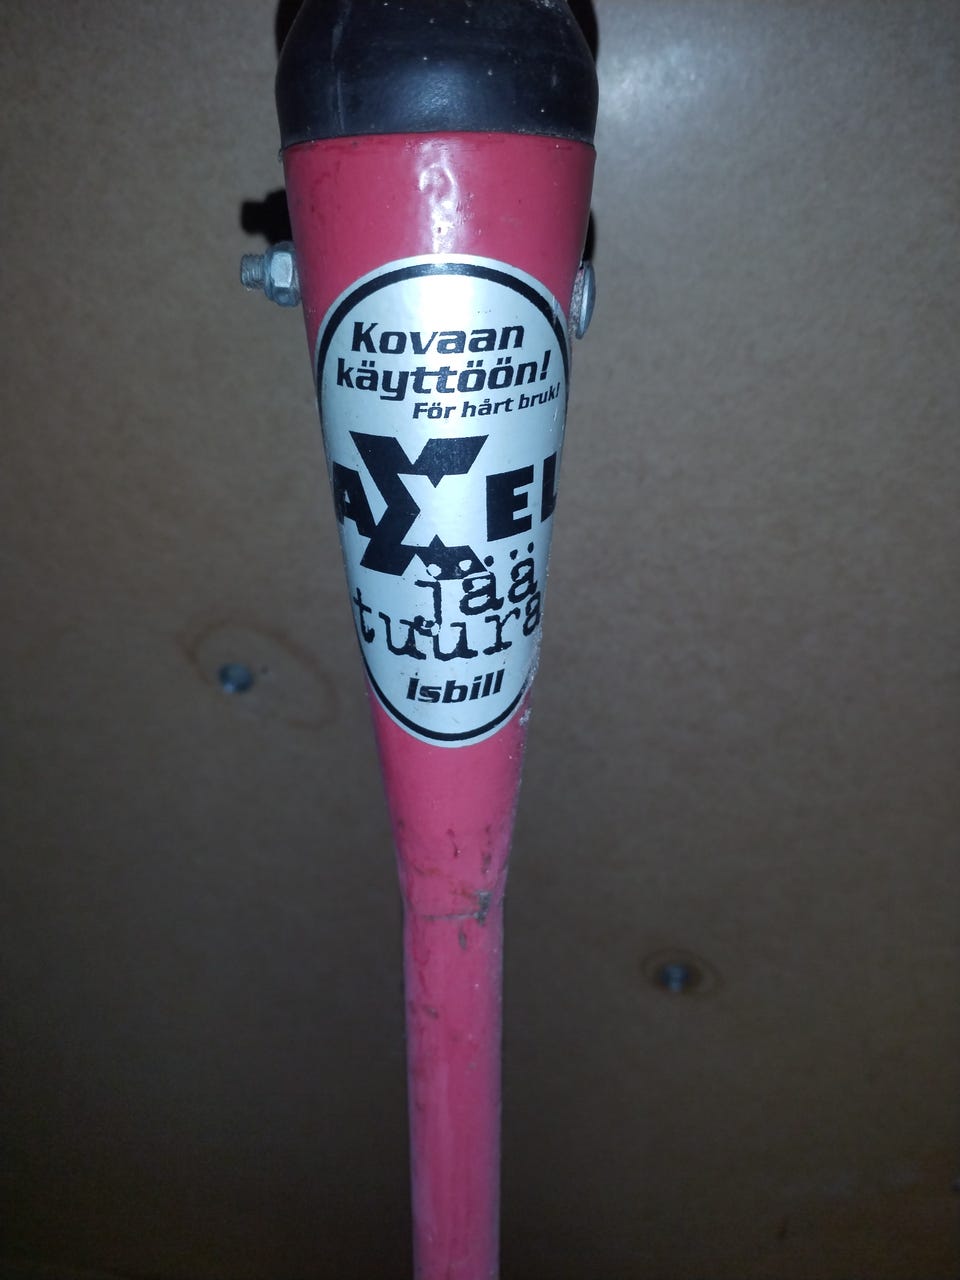 Kovaan
käyttöön!
För hårt bruk!
AXEL
jää
tuura
Isbill